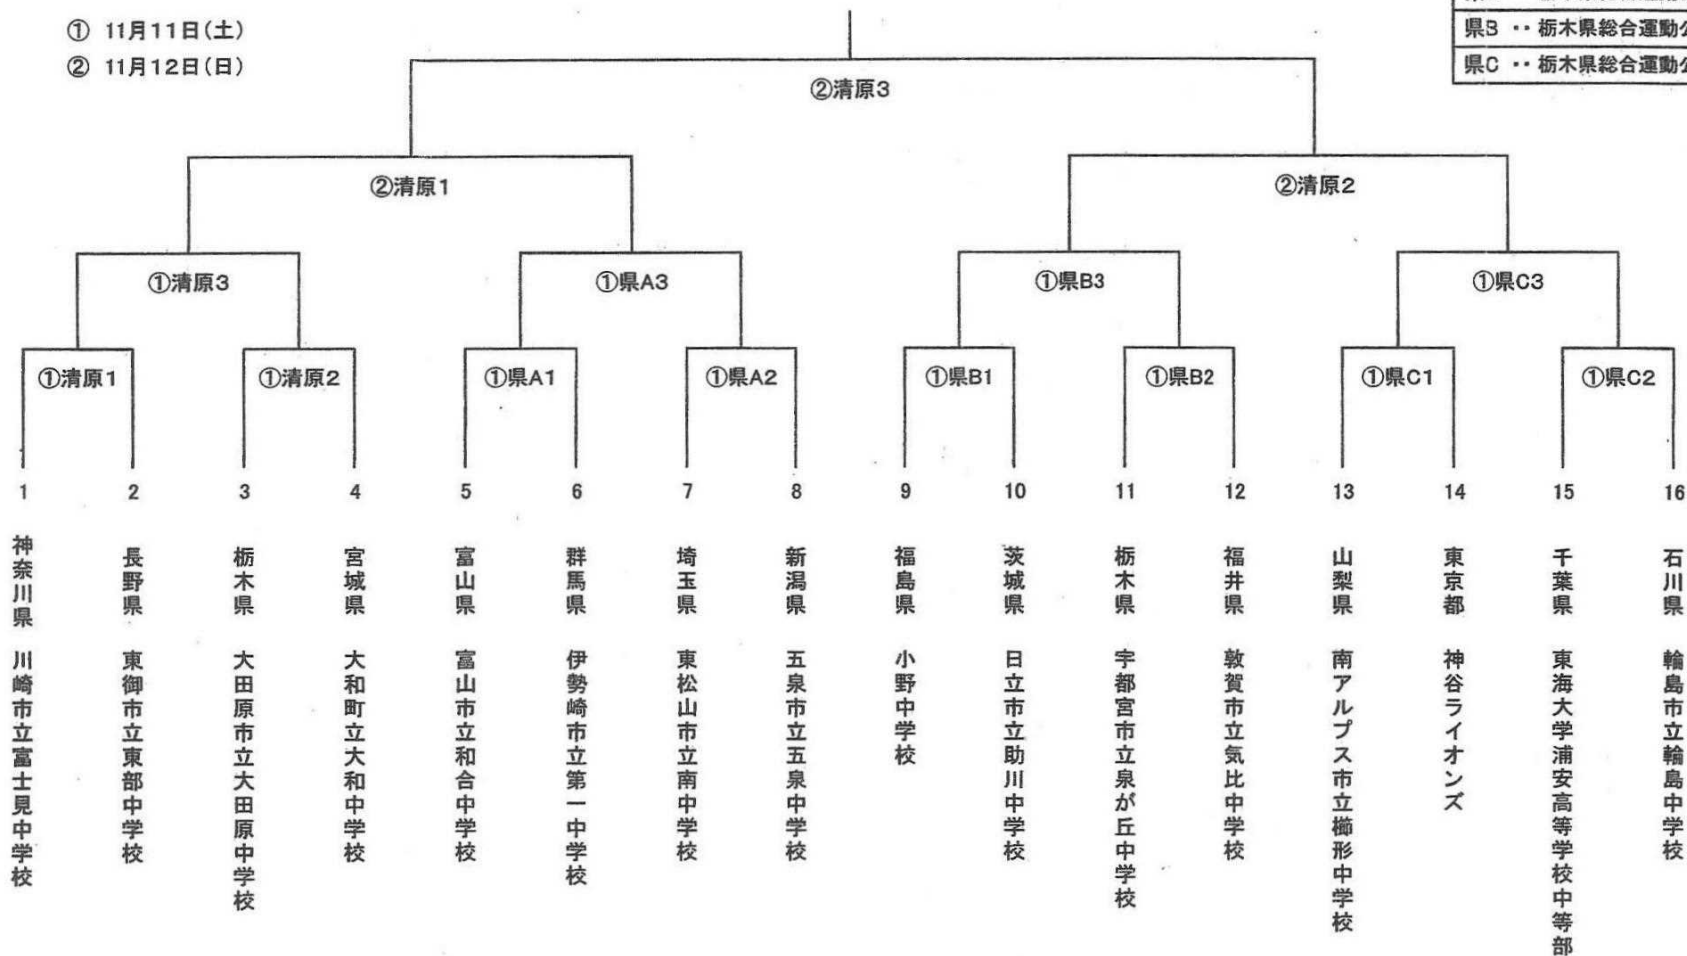 ① 11月11日(土)
② 11月12日(日)
県B ・・ 栃木県総合運動
県C ・・ 栃木県総合運動
②清原3
②清原1
②清原2
①清原3
①県A3
①県B3
①県C3
①清原1
①清原2
①県A1
①県A2
①県B1
①県B2
①県C1
①県C2
1
2
3
4
5
6
7
8
9
10
11
12
13
14
15
16
神奈川県 川崎市立富士見中学校
長野県 東御市立東部中学校
栃木県 大田原市立大田原中学校
宮城県 大和町立大和中学校
富山県 富山市立和合中学校
群馬県 伊勢崎市立第一中学校
埼玉県 東松山市立南中学校
新潟県 五泉市立五泉中学校
福島県 小野中学校
茨城県 日立市立助川中学校
栃木県 宇都宮市立泉が丘中学校
福井県 敦賀市立気比中学校
山梨県 南アルプス市立櫛形中学校
東京都 神谷ライオンズ
千葉県 東海大学浦安高等学校中等部
石川県 輪島市立輪島中学校